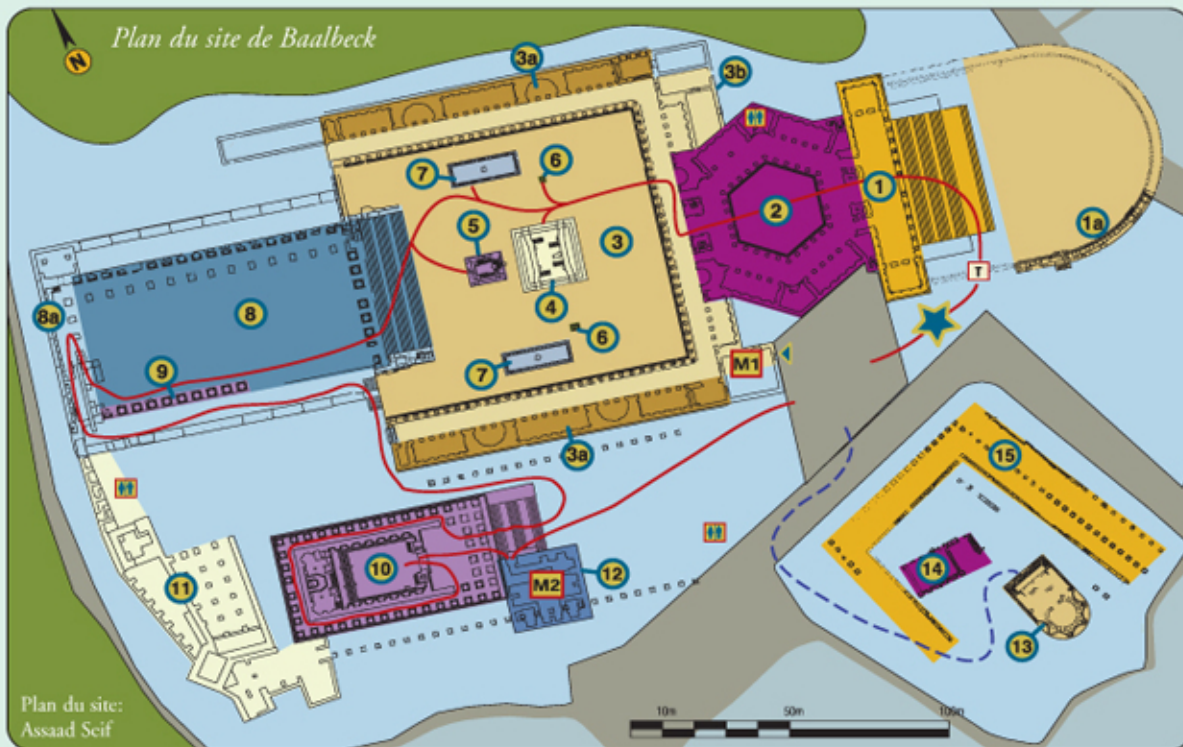 Plan du site de Baalbeck
N
3a
3b
7
6
1
2
5
3
1a
T
4
8
8a
6
9
7
M1
3a
15
10
14
M2
12
11
13
Plan du site:
Assaad Seif
10m
50m
100m